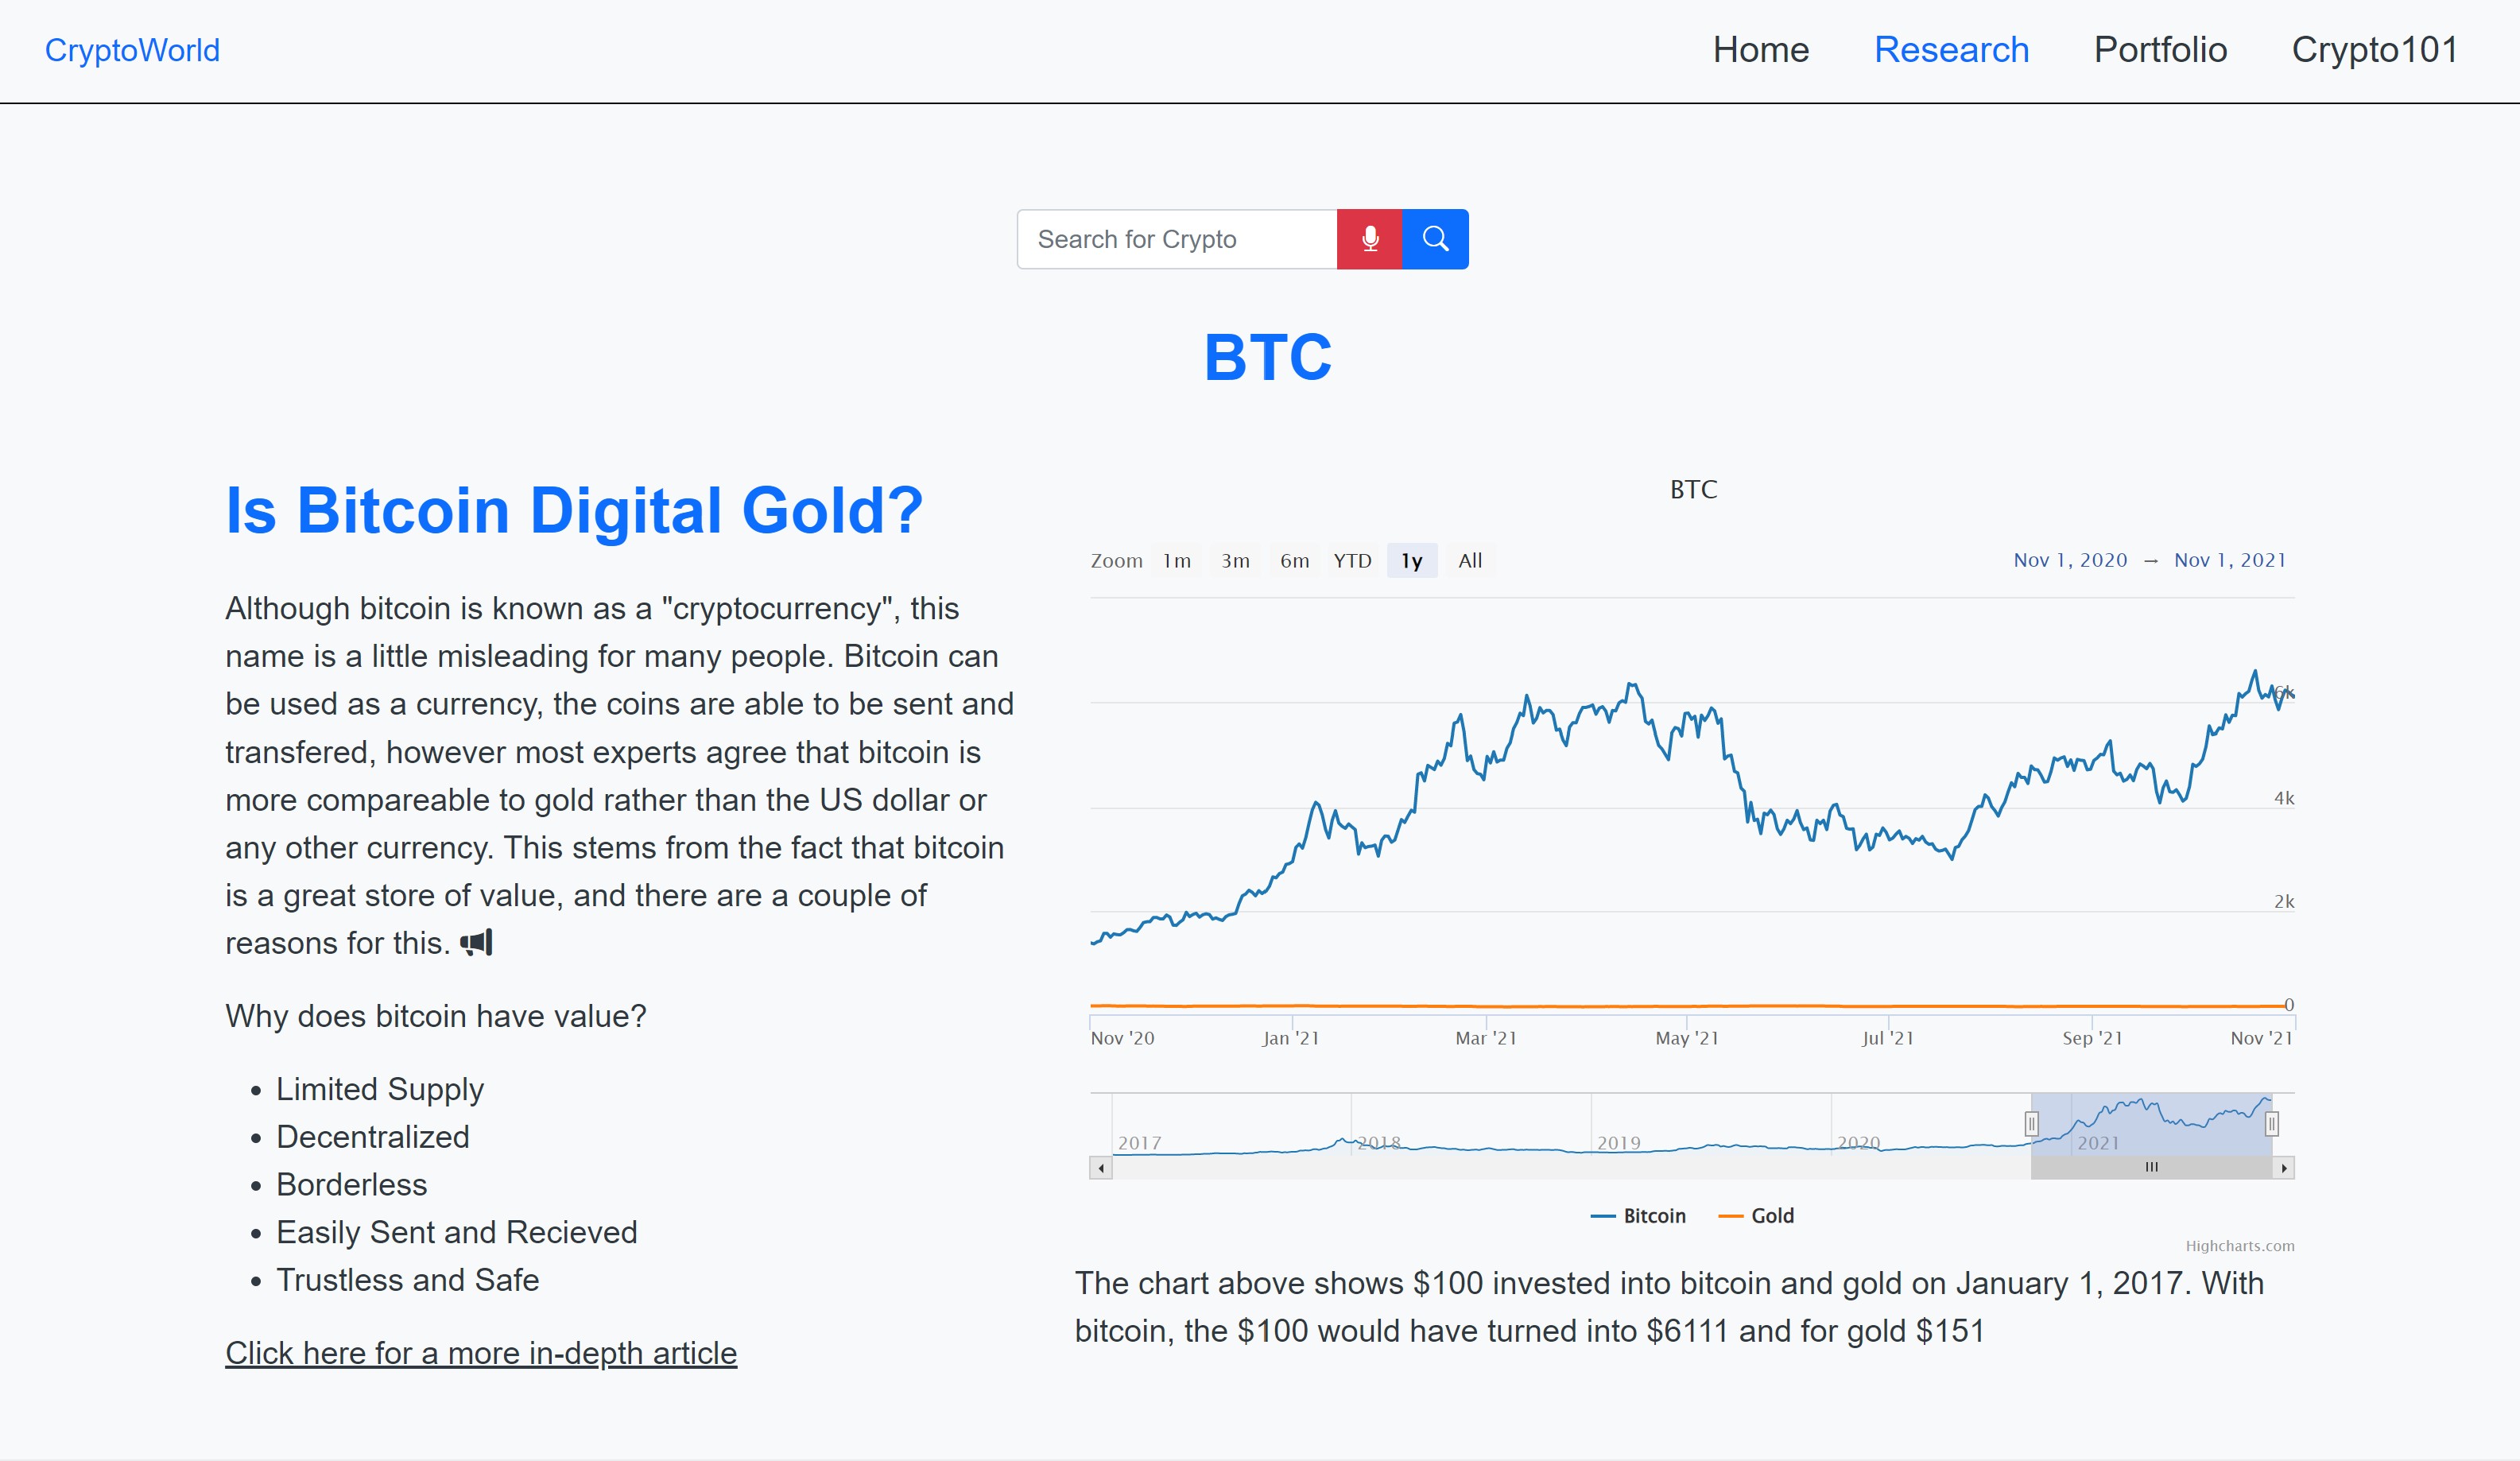 CryptoWorld
Home Research Portfolio Crypto101
Search for Crypto
BTC
Is Bitcoin Digital Gold?
Although bitcoin is known as a "cryptocurrency", this
name is a little misleading for many people. Bitcoin can
be used as a currency, the coins are able to be sent and
transfered, however most experts agree that bitcoin is
more compareable to gold rather than the US dollar or
any other currency. This stems from the fact that bitcoin
is a great store of value, and there are a couple of
reasons for this.
Why does bitcoin have value?
• Limited Supply
• Decentralized
• Borderless
• Easily Sent and Recieved
• Trustless and Safe
Click here for a more in-depth article
BTC
Zoom 1m 3m 6m YTD 1y All
Nov 1, 2020 → Nov 1, 2021
6k
4k
2k
0
Nov '20 Jan '21 Mar '21 May '21 Jul '21 Sep '21 Nov '21
2017 2018 2019 2020 2021
Bitcoin Gold
Highcharts.com
The chart above shows $100 invested into bitcoin and gold on January 1, 2017. With
bitcoin, the $100 would have turned into $6111 and for gold $151